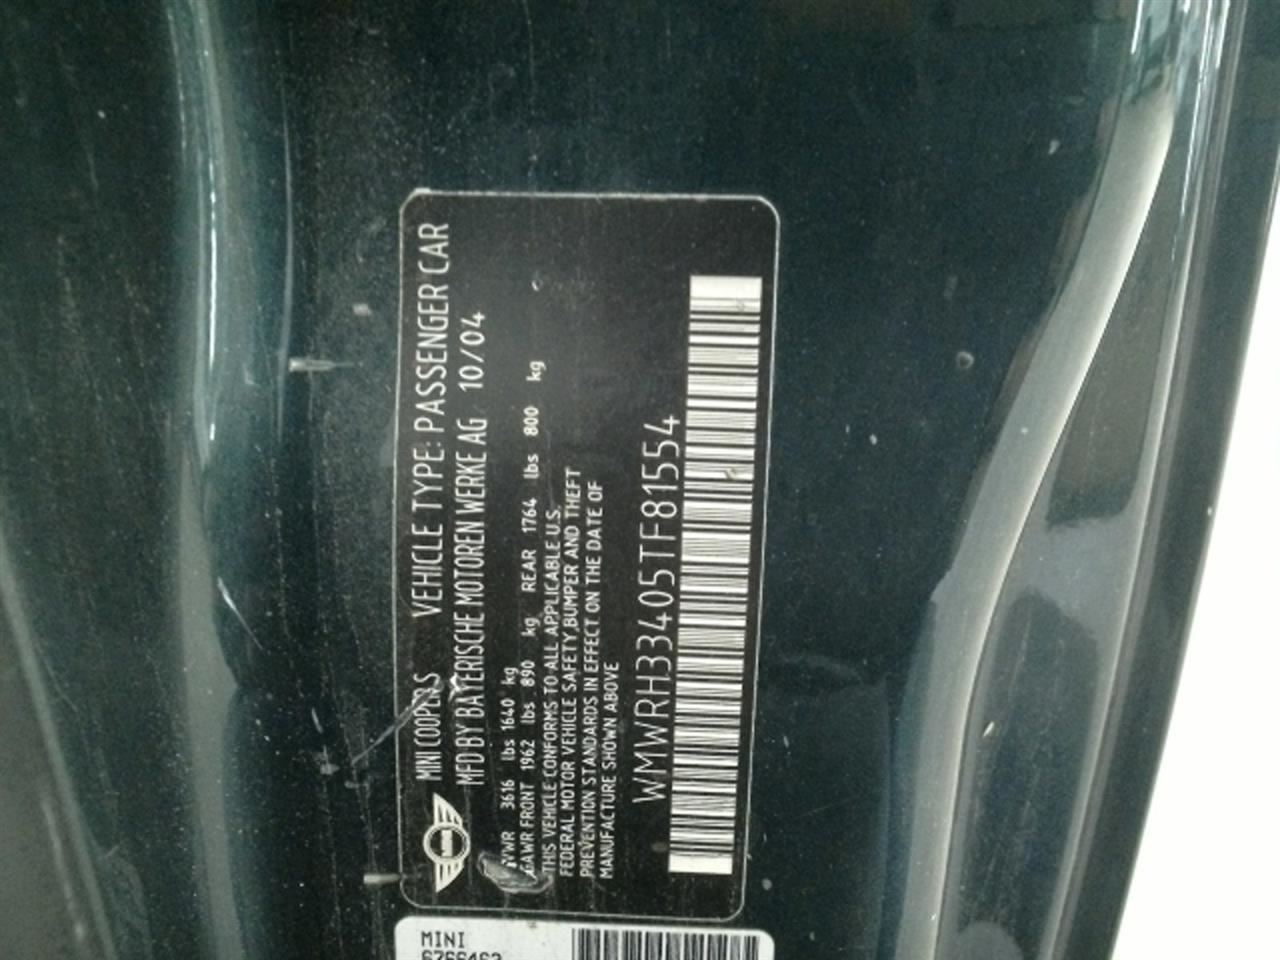 MINI COOPER S VEHICLE TYPE: PASSENGER CAR
MFD BY BAYERISCHE MOTOREN WERKE AG 10/04
GVWR 3616 lbs 1640 kg
GAWR FRONT 1962 lbs 890 kg REAR 1764 lbs 800 kg
THIS VEHICLE CONFORMS TO ALL APPLICABLE U.S.
FEDERAL MOTOR VEHICLE SAFETY,BUMPER AND THEFT
PREVENTION STANDARDS IN EFFECT ON THE DATE OF
MANUFACTURE SHOWN ABOVE
WMWRH33405TF81554
MINI